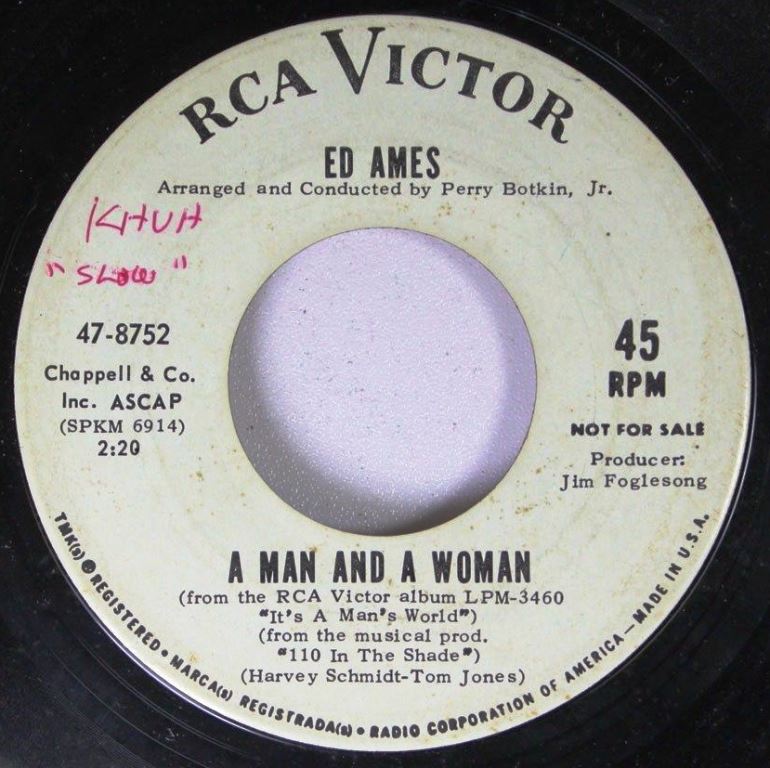 RCA VICTOR
ED AMES
Arranged and Conducted by Perry Botkin, Jr.
KHUH
"SLOW"
47-8752
Chappell & Co.
Inc. ASCAP
(SPKM 6914)
2:20
45
RPM
NOT FOR SALE
Producer:
Jim Foglesong
A MAN AND A WOMAN
(from the RCA Victor album LPM-3460
"It's A Man's World")
(from the musical prod.
"110 In The Shade")
(Harvey Schmidt-Tom Jones)
TMK(s) ® REGISTERED • MARCA(s) REGISTRADA(s) • RADIO CORPORATION OF AMERICA—MADE IN U.S.A.